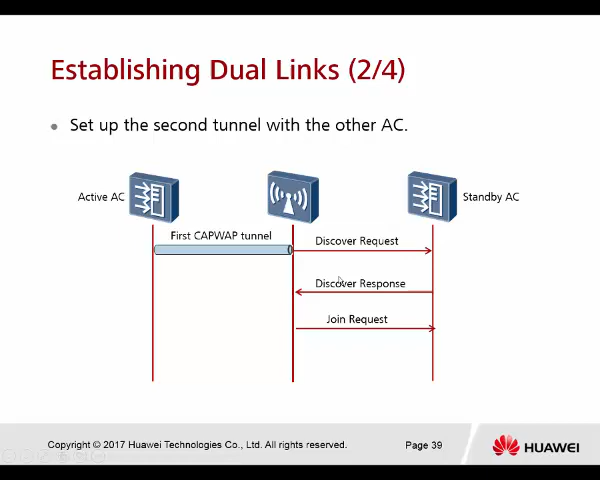 Establishing Dual Links (2/4)
Set up the second tunnel with the other AC.
Active AC
Standby AC
First CAPWAP tunnel
Discover Request
Discover Response
Join Request
Copyright © 2017 Huawei Technologies Co., Ltd. All rights reserved.
Page 39
HUAWEI